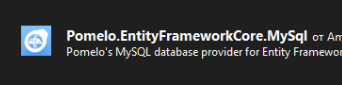 Pomelo.EntityFrameworkCore.MySql от Am
Pomelo's MySQL database provider for Entity Framewor